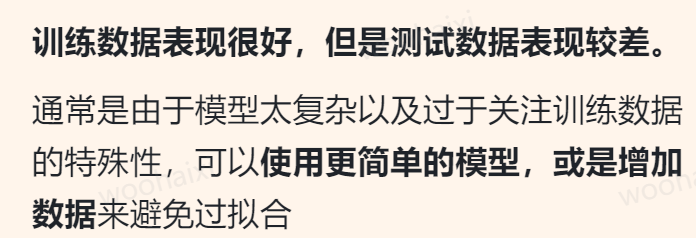 训练数据表现很好，但是测试数据表现较差。
通常是由于模型太复杂以及过于关注训练数据
的特殊性，可以使用更简单的模型，或是增加
数据来避免过拟合